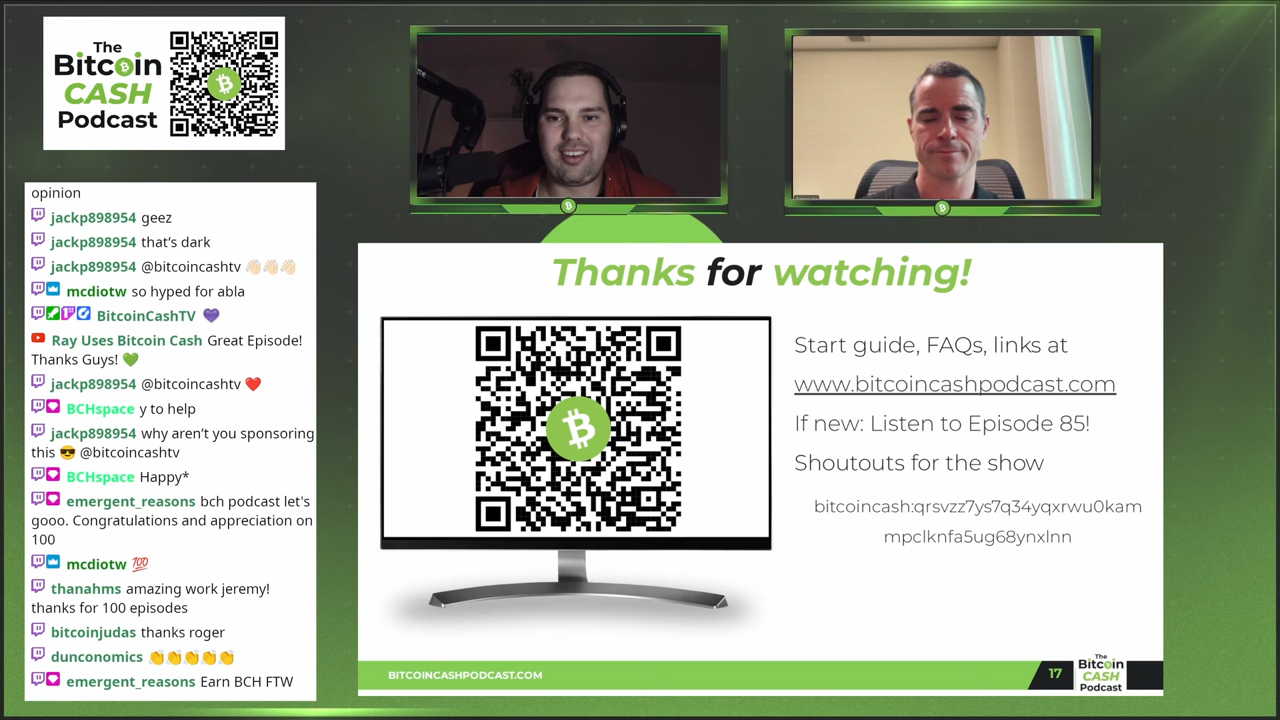 The
Bitcoin
CASH
Podcast
opinion
jackp898954 geez
jackp898954 that's dark
jackp898954 @bitcoincashtv 👏🏻👏🏻👏🏻
mcdiotw so hyped for abla
BitcoinCashTV 💜
Ray Uses Bitcoin Cash Great Episode!
Thanks Guys! 💚
jackp898954 @bitcoincashtv ❤️
BCHspace y to help
jackp898954 why aren't you sponsoring
this 😎 @bitcoincashtv
BCHspace Happy*
emergent_reasons bch podcast let's
gooo. Congratulations and appreciation on
100
mcdiotw 💯
thanahms amazing work jeremy!
thanks for 100 episodes
bitcoinjudas thanks roger
dunconomics 👏👏👏👏👏
emergent_reasons Earn BCH FTW
Thanks for watching!
Start guide, FAQs, links at
www.bitcoincashpodcast.com
If new: Listen to Episode 85!
Shoutouts for the show
bitcoincash:qrsvzz7ys7q34yqxrwu0kam
mpclknfa5ug68ynxlnn
BITCOINCASHPODCAST.COM
17
The
Bitcoin
CASH
Podcast